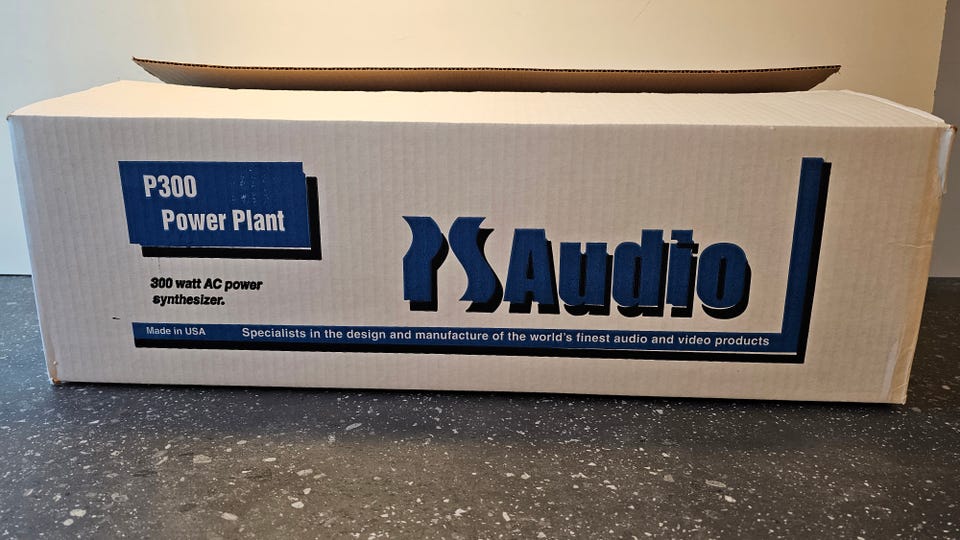 P300
Power Plant
300 watt AC power
synthesizer.
PS Audio
Made in USA Specialists in the design and manufacture of the world's finest audio and video products